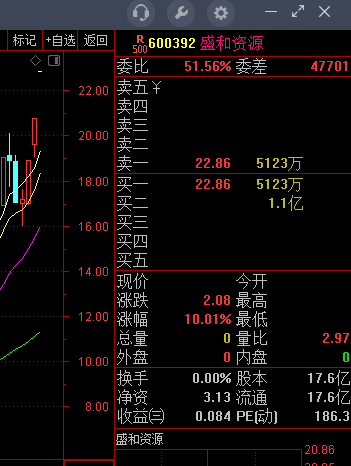 标记 +自选 返回 R 500 600392 盛和资源
委比 51.56% 委差 47701
卖五 ¥
卖四
卖三
卖二
卖一 22.86 5123万
买一 22.86 5123万
买二 1.1亿
买三
买四
买五
现价 今开
涨跌 2.08 最高
涨幅 10.01% 最低
总量 0 量比 2.97
外盘 0 内盘 0
换手 0.00% 股本 17.6亿
净资 3.13 流通 17.6亿
收益㈢ 0.084 PE(动) 186.3
盛和资源
20.86
22.00
20.00
18.00
16.00
14.00
12.00
10.00
8.00